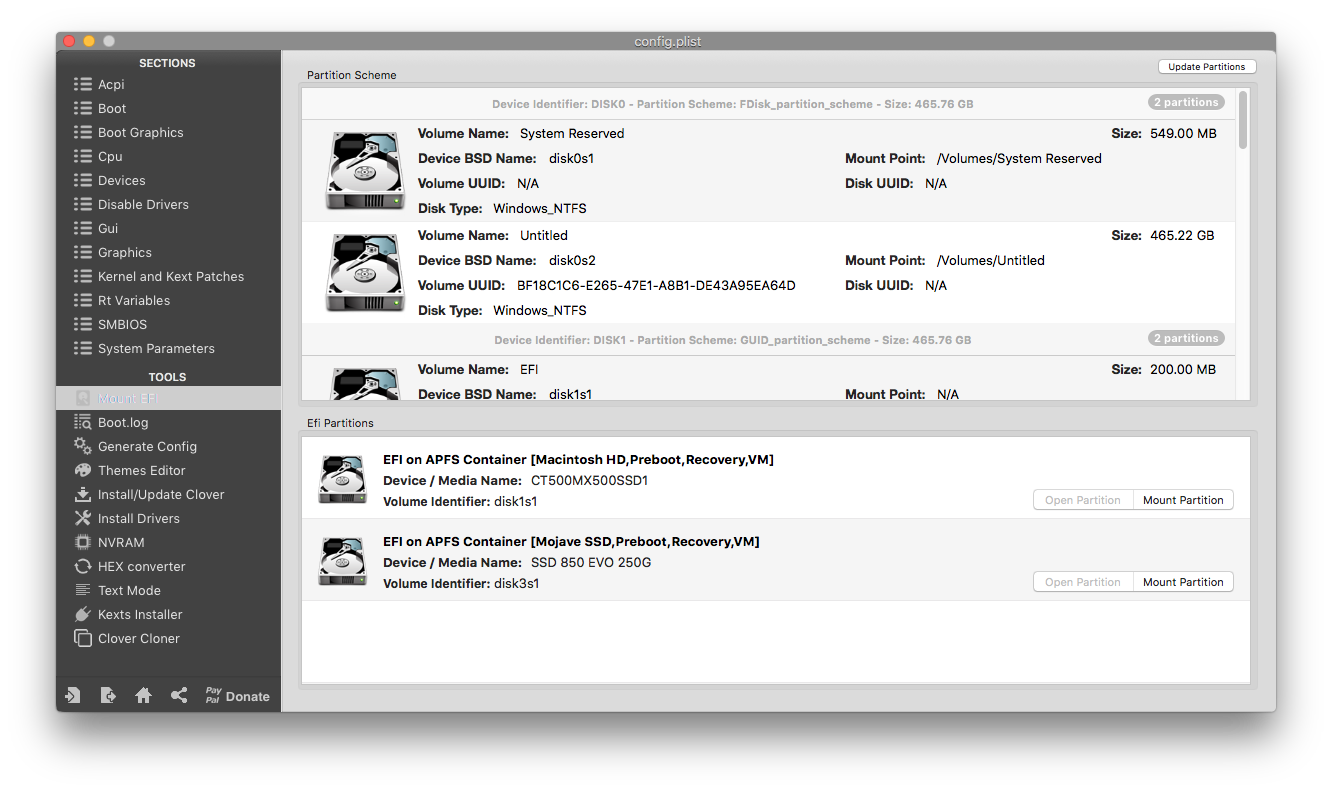 config.plist
SECTIONS
Acpi
Boot
Boot Graphics
Cpu
Devices
Disable Drivers
Gui
Graphics
Kernel and Kext Patches
Rt Variables
SMBIOS
System Parameters
TOOLS
Mount EFI
Boot.log
Generate Config
Themes Editor
Install/Update Clover
Install Drivers
NVRAM
HEX converter
Text Mode
Kexts Installer
Clover Cloner
Pay
Pal Donate
Update Partitions
Partition Scheme
Device Identifier: DISK0 - Partition Scheme: FDisk_partition_scheme - Size: 465.76 GB 2 partitions
Volume Name: System Reserved Size: 549.00 MB
Device BSD Name: disk0s1 Mount Point: /Volumes/System Reserved
Volume UUID: N/A Disk UUID: N/A
Disk Type: Windows_NTFS
Volume Name: Untitled Size: 465.22 GB
Device BSD Name: disk0s2 Mount Point: /Volumes/Untitled
Volume UUID: BF18C1C6-E265-47E1-A8B1-DE43A95EA64D Disk UUID: N/A
Disk Type: Windows_NTFS
Device Identifier: DISK1 - Partition Scheme: GUID_partition_scheme - Size: 465.76 GB 2 partitions
Volume Name: EFI Size: 200.00 MB
Device BSD Name: disk1s1 Mount Point: N/A
Efi Partitions
EFI on APFS Container [Macintosh HD,Preboot,Recovery,VM]
Device / Media Name: CT500MX500SSD1
Volume Identifier: disk1s1 Open Partition Mount Partition
EFI on APFS Container [Mojave SSD,Preboot,Recovery,VM]
Device / Media Name: SSD 850 EVO 250G
Volume Identifier: disk3s1 Open Partition Mount Partition